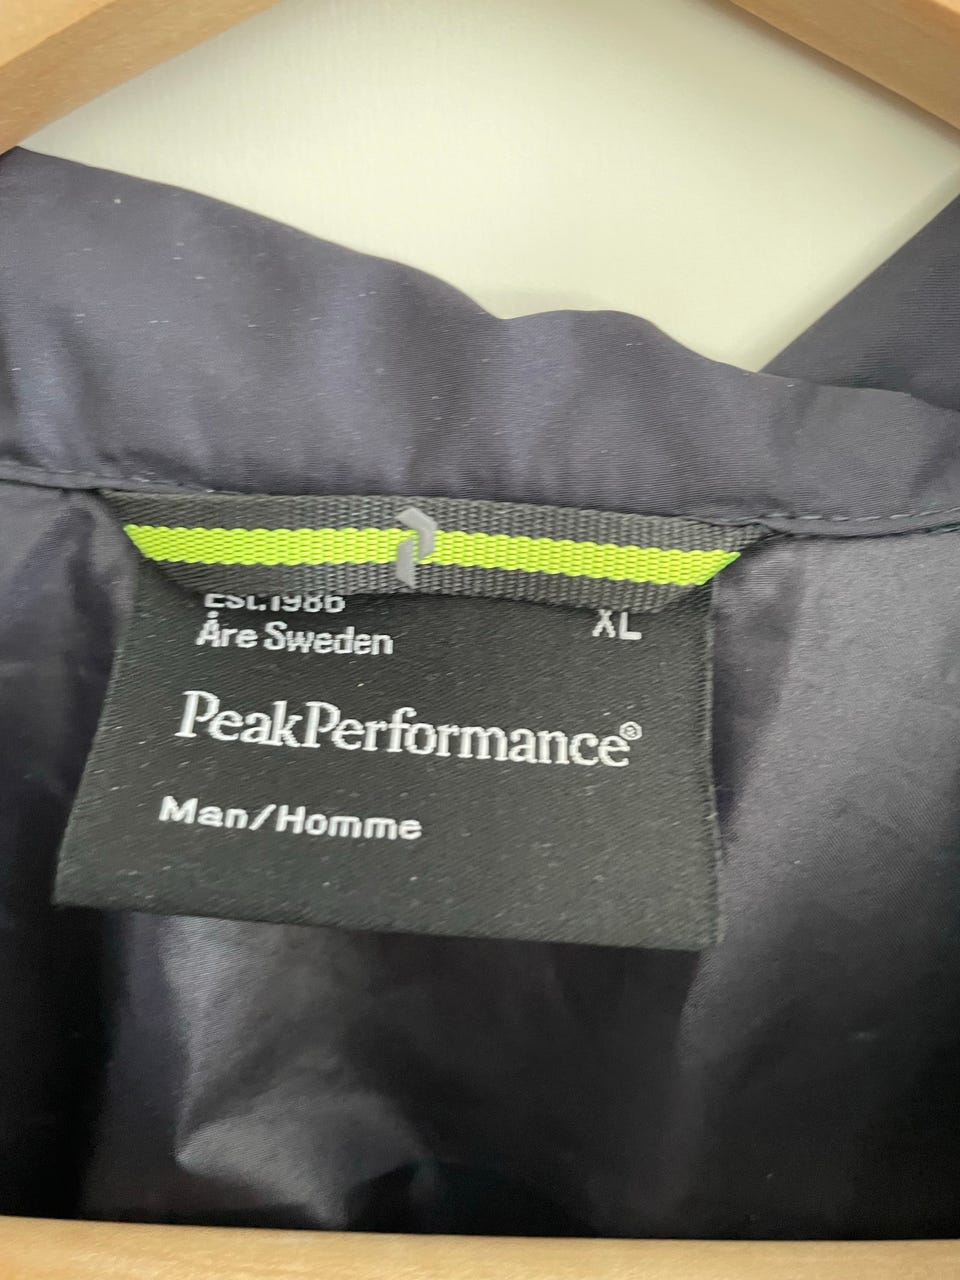 Est.1986
XL
Åre Sweden
PeakPerformance®
Man/Homme